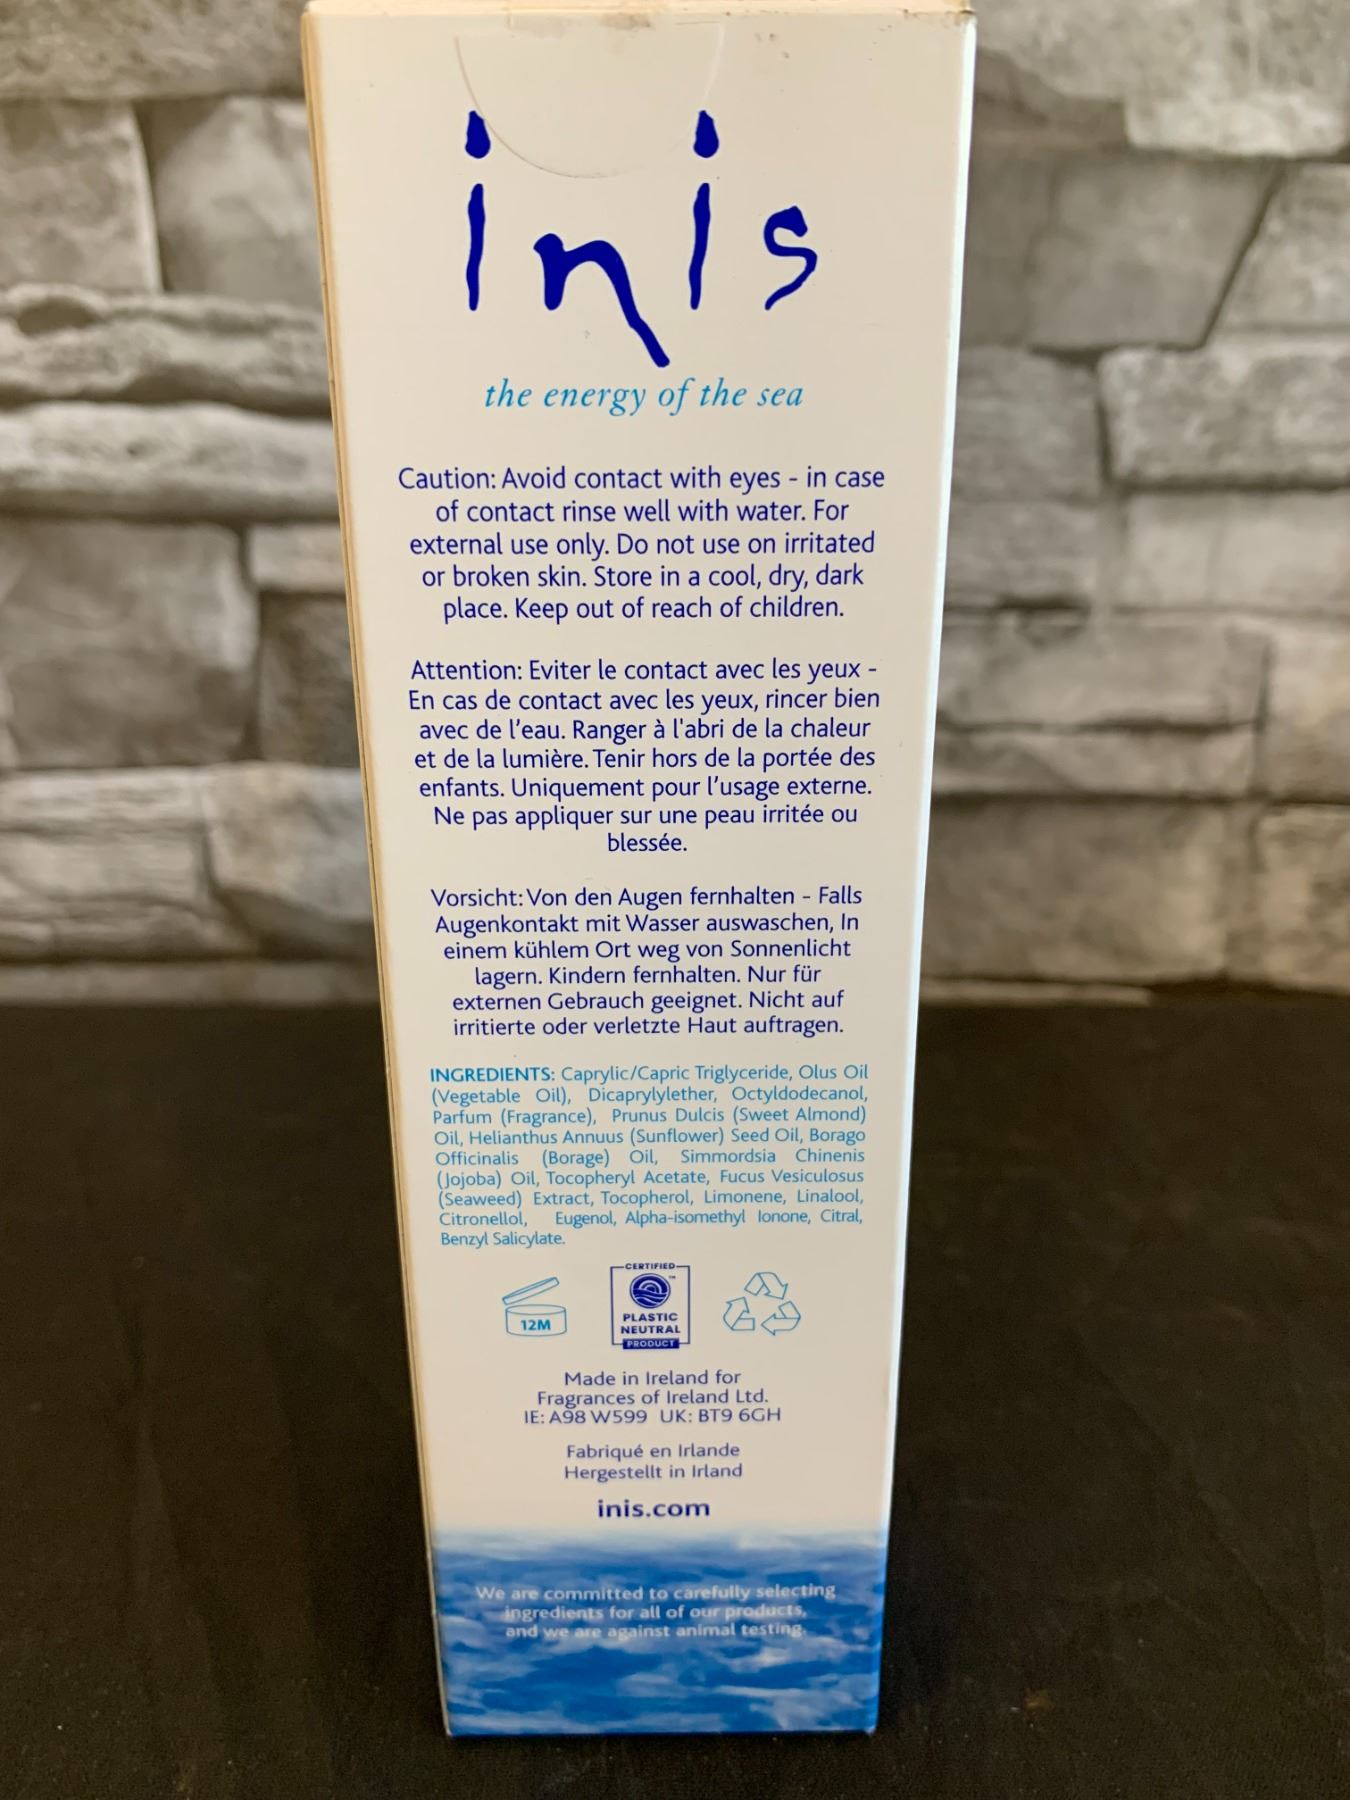 inis
the energy of the sea
Caution: Avoid contact with eyes - in case
of contact rinse well with water. For
external use only. Do not use on irritated
or broken skin. Store in a cool, dry, dark
place. Keep out of reach of children.
Attention: Eviter le contact avec les yeux -
En cas de contact avec les yeux, rincer bien
avec de l’eau. Ranger à l'abri de la chaleur
et de la lumière. Tenir hors de la portée des
enfants. Uniquement pour l’usage externe.
Ne pas appliquer sur une peau irritée ou
blessée.
Vorsicht: Von den Augen fernhalten - Falls
Augenkontakt mit Wasser auswaschen, In
einem kühlem Ort weg von Sonnenlicht
lagern. Kindern fernhalten. Nur für
externen Gebrauch geeignet. Nicht auf
irritierte oder verletzte Haut auftragen.
INGREDIENTS: Caprylic/Capric Triglyceride, Olus Oil
(Vegetable Oil), Dicaprylylether, Octyldodecanol,
Parfum (Fragrance), Prunus Dulcis (Sweet Almond)
Oil, Helianthus Annuus (Sunflower) Seed Oil, Borago
Officinalis (Borage) Oil, Simmordsia Chinenis
(Jojoba) Oil, Tocopheryl Acetate, Fucus Vesiculosus
(Seaweed) Extract, Tocopherol, Limonene, Linalool,
Citronellol, Eugenol, Alpha-isomethyl Ionone, Citral,
Benzyl Salicylate.
12M
CERTIFIED
™
PLASTIC
NEUTRAL
PRODUCT
Made in Ireland for
Fragrances of Ireland Ltd.
IE: A98 W599 UK: BT9 6GH
Fabriqué en Irlande
Hergestellt in Irland
inis.com
We are committed to carefully selecting
ingredients for all of our products,
and we are against animal testing.